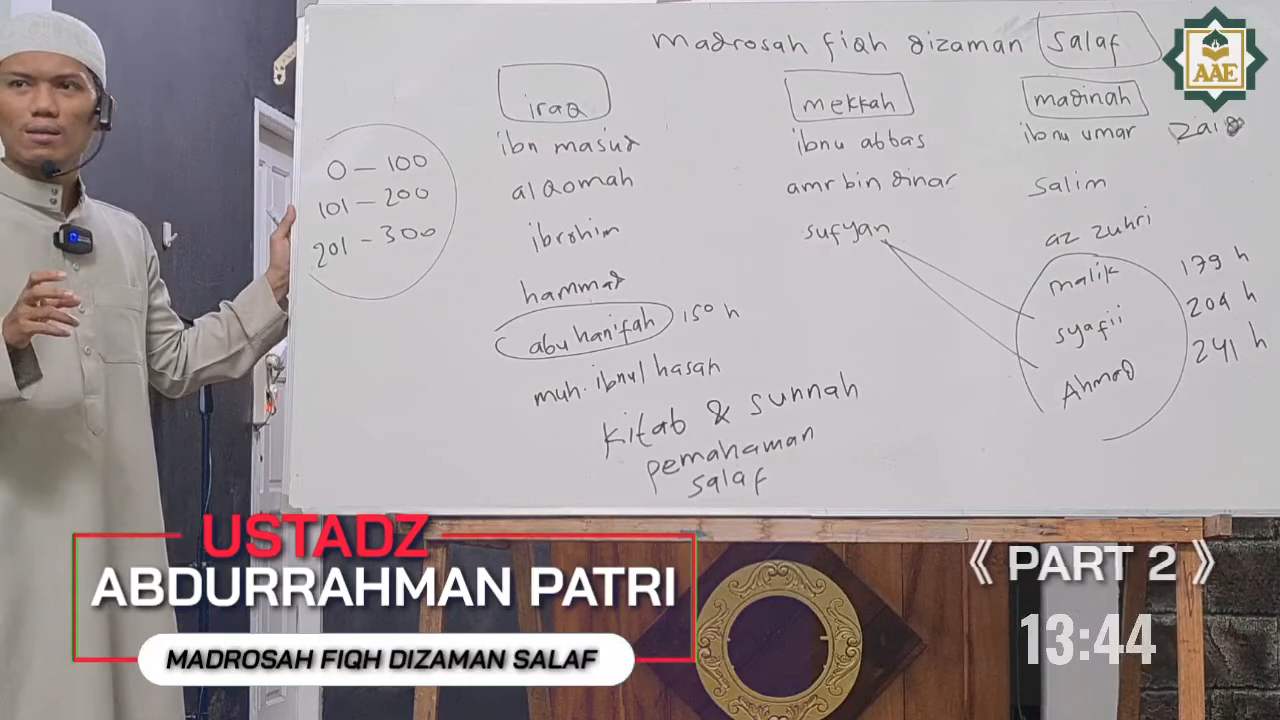 madrosah fiqh dizaman salaf
AAE
iraq
mekkah
madinah
ibn masud
ibnu abbas
ibnu umar
zaid
0 – 100
101 – 200
201 – 300
alqomah
amr bin dinar
salim
ibrohim
sufyan
az zuhri
hammad
malik
179 h
abu hanifah
150 h
syafii
204 h
muh. ibnul hasan
Ahmad
241 h
kitab & sunnah
pemahaman
salaf
USTADZ
ABDURRAHMAN PATRI
MADROSAH FIQH DIZAMAN SALAF
《 PART 2 》
13:44